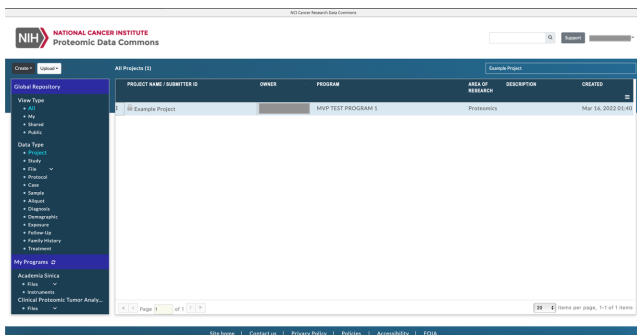 NCI Cancer Research Data Commons
NIH NATIONAL CANCER INSTITUTE
Proteomic Data Commons
Support
Create
Upload
All Projects (1)
Example Project
Global Repository
View Type
All
My
Shared
Public
Data Type
Project
Study
File
Protocol
Case
Sample
Aliquot
Diagnosis
Demographic
Exposure
Follow-Up
Family History
Treatment
My Programs
Academia Sinica
Files
Instruments
Clinical Proteomic Tumor Analy...
Files
PROJECT NAME / SUBMITTER ID OWNER PROGRAM AREA OF RESEARCH DESCRIPTION CREATED
Example Project MVP TEST PROGRAM 1 Proteomics Mar 16, 2022 01:40
Page 1 of 1
20 items per page, 1-1 of 1 items
Site home | Contact us | Privacy Policy | Policies | Accessibility | FOIA